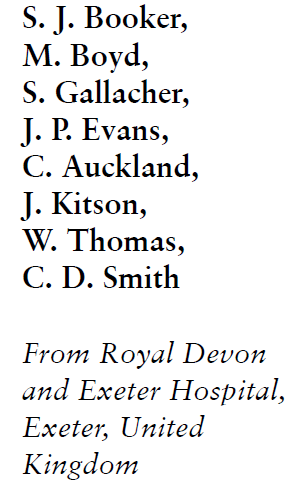 S. J. Booker,
M. Boyd,
S. Gallacher,
J. P. Evans,
C. Auckland,
J. Kitson,
W. Thomas,
C. D. Smith
From Royal Devon
and Exeter Hospital,
Exeter, United
Kingdom